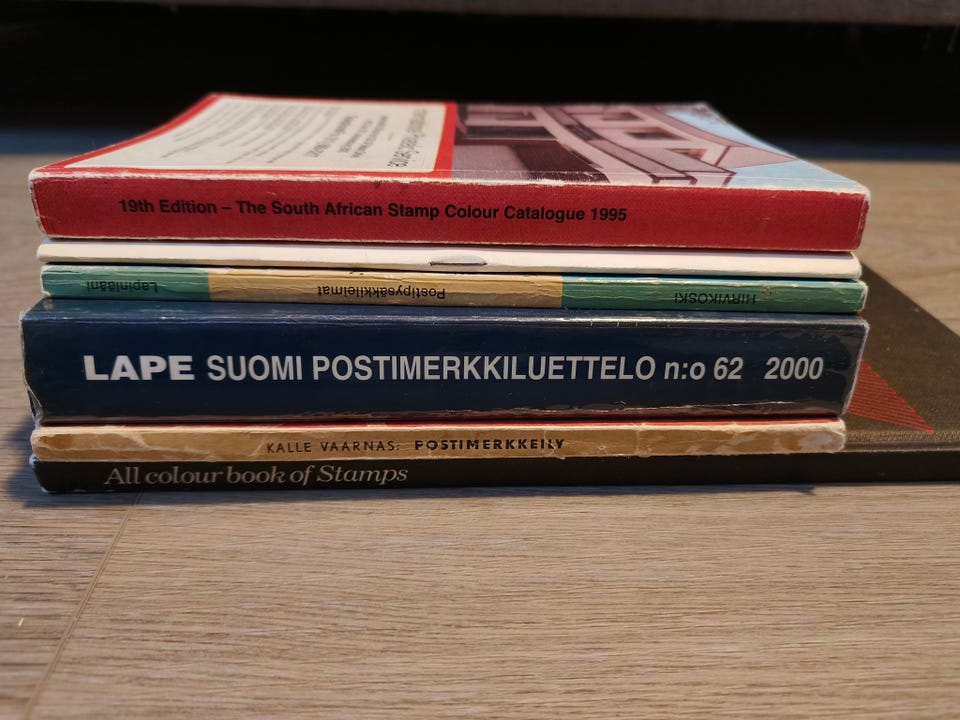 19th Edition – The South African Stamp Colour Catalogue 1995
HIRVIKOSKI Postipysäkkileimat Lapinlääni
LAPE SUOMI POSTIMERKKILUETTELO n:o 62 2000
KALLE VAARNAS: POSTIMERKKEILY
All colour book of Stamps